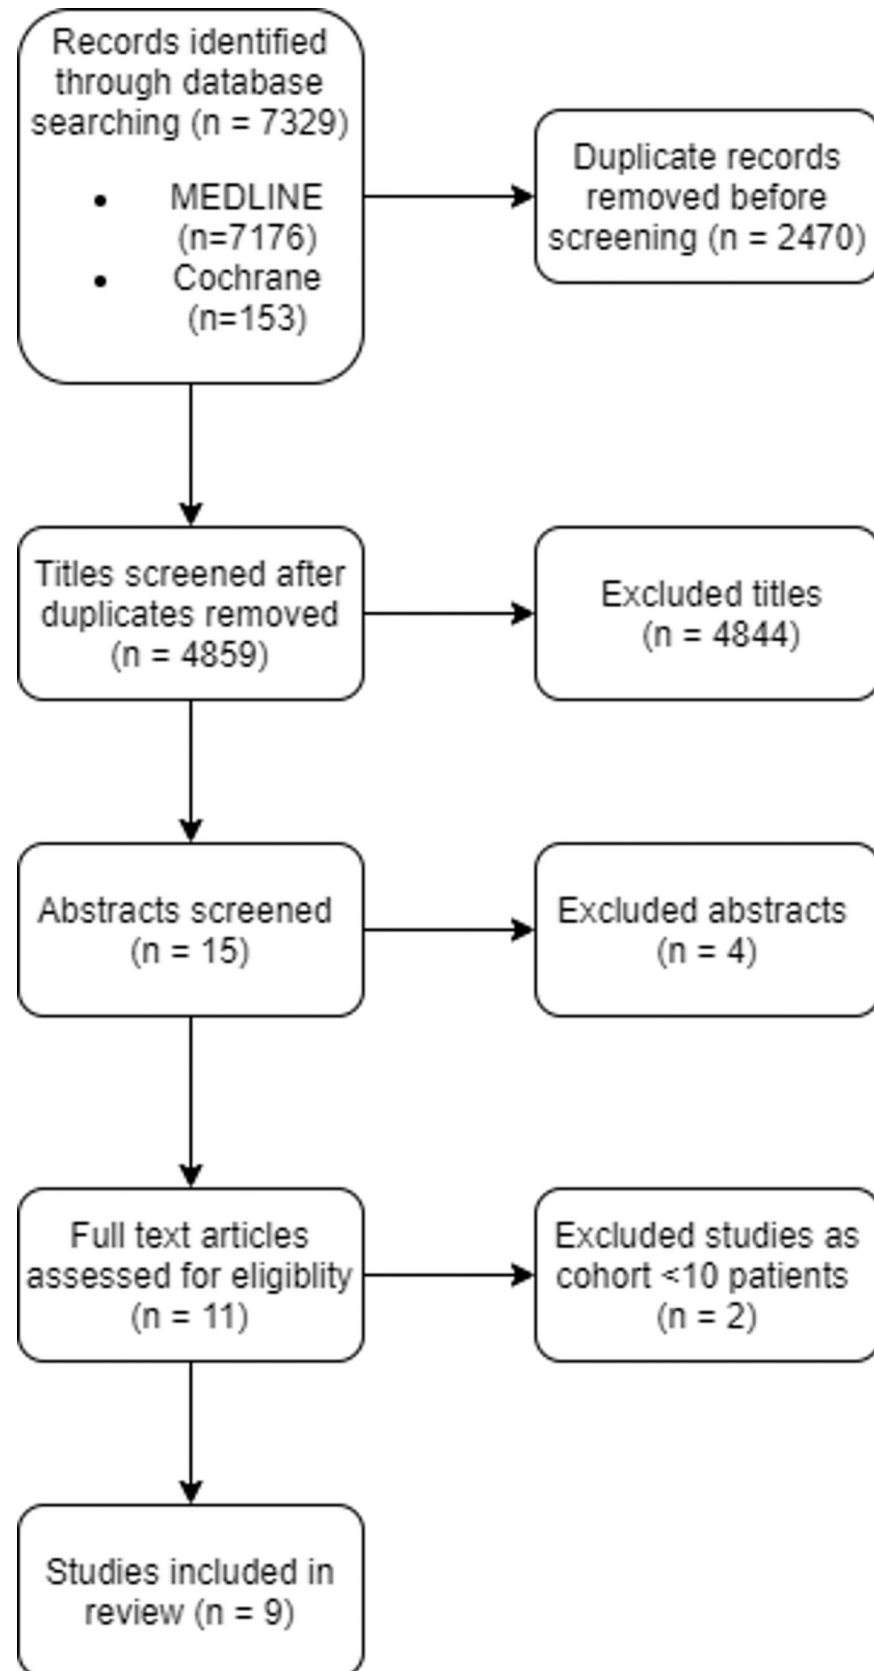 Records identified
through database
searching (n = 7329)
• MEDLINE
(n=7176)
• Cochrane
(n=153)
Duplicate records
removed before
screening (n = 2470)
Titles screened after
duplicates removed
(n = 4859)
Excluded titles
(n = 4844)
Abstracts screened
(n = 15)
Excluded abstracts
(n = 4)
Full text articles
assessed for eligiblity
(n = 11)
Excluded studies as
cohort <10 patients
(n = 2)
Studies included in
review (n = 9)